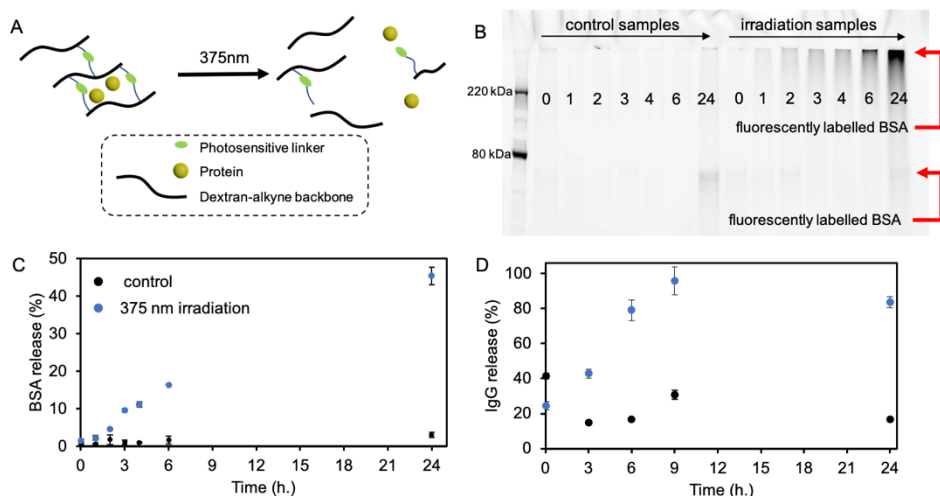 A
375nm
Photosensitive linker
Protein
Dextran-alkyne backbone
B
control samples
irradiation samples
220 kDa
0 1 2 3 4 6 24 0 1 2 3 4 6 24
fluorescently labelled BSA
80 kDa
fluorescently labelled BSA
C
50
40
30
20
10
0
BSA release (%)
control
375 nm irradiation
0 3 6 9 12 15 18 21 24
Time (h.)
D
100
80
60
40
20
0
IgG release (%)
0 3 6 9 12 15 18 21 24
Time (h.)